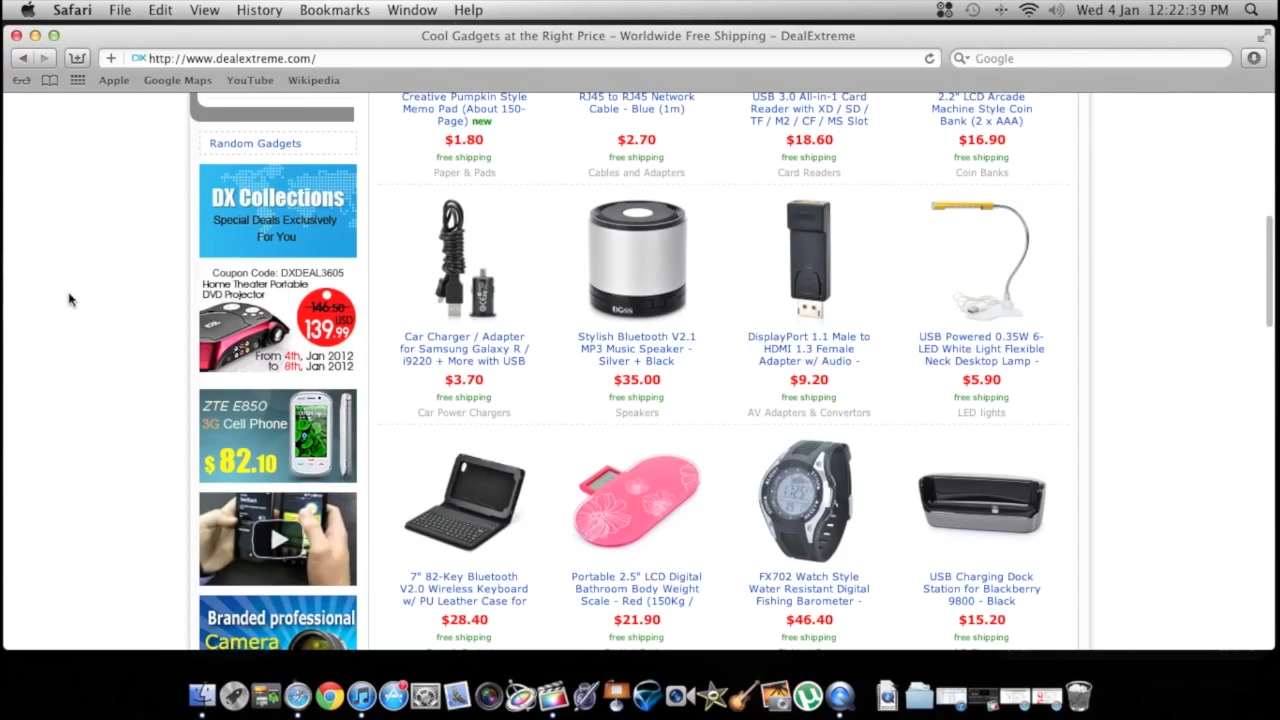 Safari File Edit View History Bookmarks Window Help Wed 4 Jan 12:22:39 PM
Cool Gadgets at the Right Price – Worldwide Free Shipping – DealExtreme
DX http://www.dealextreme.com/
Google
Apple Google Maps YouTube Wikipedia
Random Gadgets
DX Collections
Special Deals Exclusively
For You
Coupon Code: DXDEAL3605
Home Theater Portable
DVD Projector
146.50
139.99
USD
From 4th, Jan 2012
to 8th, Jan 2012
ZTE E850
3G Cell Phone
$ 82.10
Branded professional
Camera
Creative Pumpkin Style
Memo Pad (About 150-
Page) new
$1.80
free shipping
Paper & Pads
RJ45 to RJ45 Network
Cable - Blue (1m)
$2.70
free shipping
Cables and Adapters
USB 3.0 All-in-1 Card
Reader with XD / SD /
TF / M2 / CF / MS Slot
$18.60
free shipping
Card Readers
2.2" LCD Arcade
Machine Style Coin
Bank (2 x AAA)
$16.90
free shipping
Coin Banks
Car Charger / Adapter
for Samsung Galaxy R /
i9220 + More with USB
$3.70
free shipping
Car Power Chargers
Stylish Bluetooth V2.1
MP3 Music Speaker -
Silver + Black
$35.00
free shipping
Speakers
DisplayPort 1.1 Male to
HDMI 1.3 Female
Adapter w/ Audio -
$9.20
free shipping
AV Adapters & Convertors
USB Powered 0.35W 6-
LED White Light Flexible
Neck Desktop Lamp -
$5.90
free shipping
LED lights
7" 82-Key Bluetooth
V2.0 Wireless Keyboard
w/ PU Leather Case for
$28.40
free shipping
Portable 2.5" LCD Digital
Bathroom Body Weight
Scale - Red (150Kg /
$21.90
free shipping
FX702 Watch Style
Water Resistant Digital
Fishing Barometer -
$46.40
free shipping
USB Charging Dock
Station for Blackberry
9800 - Black
$15.20
free shipping